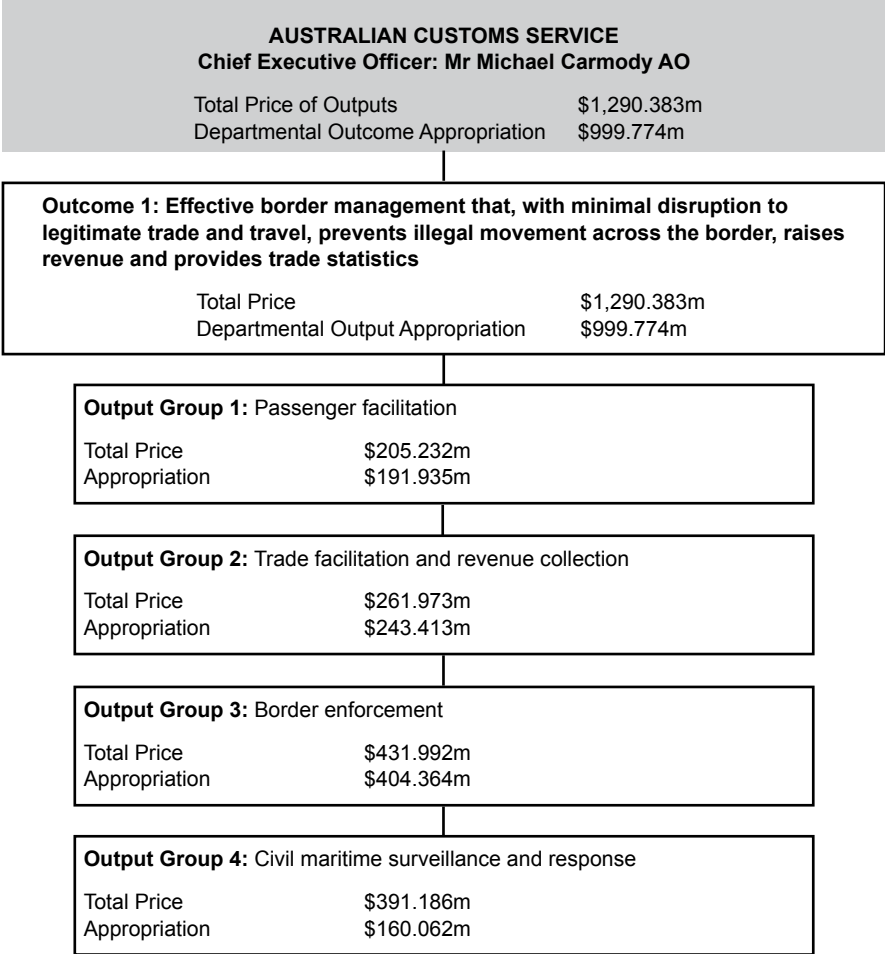 AUSTRALIAN CUSTOMS SERVICE
Chief Executive Officer: Mr Michael Carmody AO
Total Price of Outputs $1,290.383m
Departmental Outcome Appropriation $999.774m
Outcome 1: Effective border management that, with minimal disruption to
legitimate trade and travel, prevents illegal movement across the border, raises
revenue and provides trade statistics
Total Price $1,290.383m
Departmental Output Appropriation $999.774m
Output Group 1: Passenger facilitation
Total Price $205.232m
Appropriation $191.935m
Output Group 2: Trade facilitation and revenue collection
Total Price $261.973m
Appropriation $243.413m
Output Group 3: Border enforcement
Total Price $431.992m
Appropriation $404.364m
Output Group 4: Civil maritime surveillance and response
Total Price $391.186m
Appropriation $160.062m